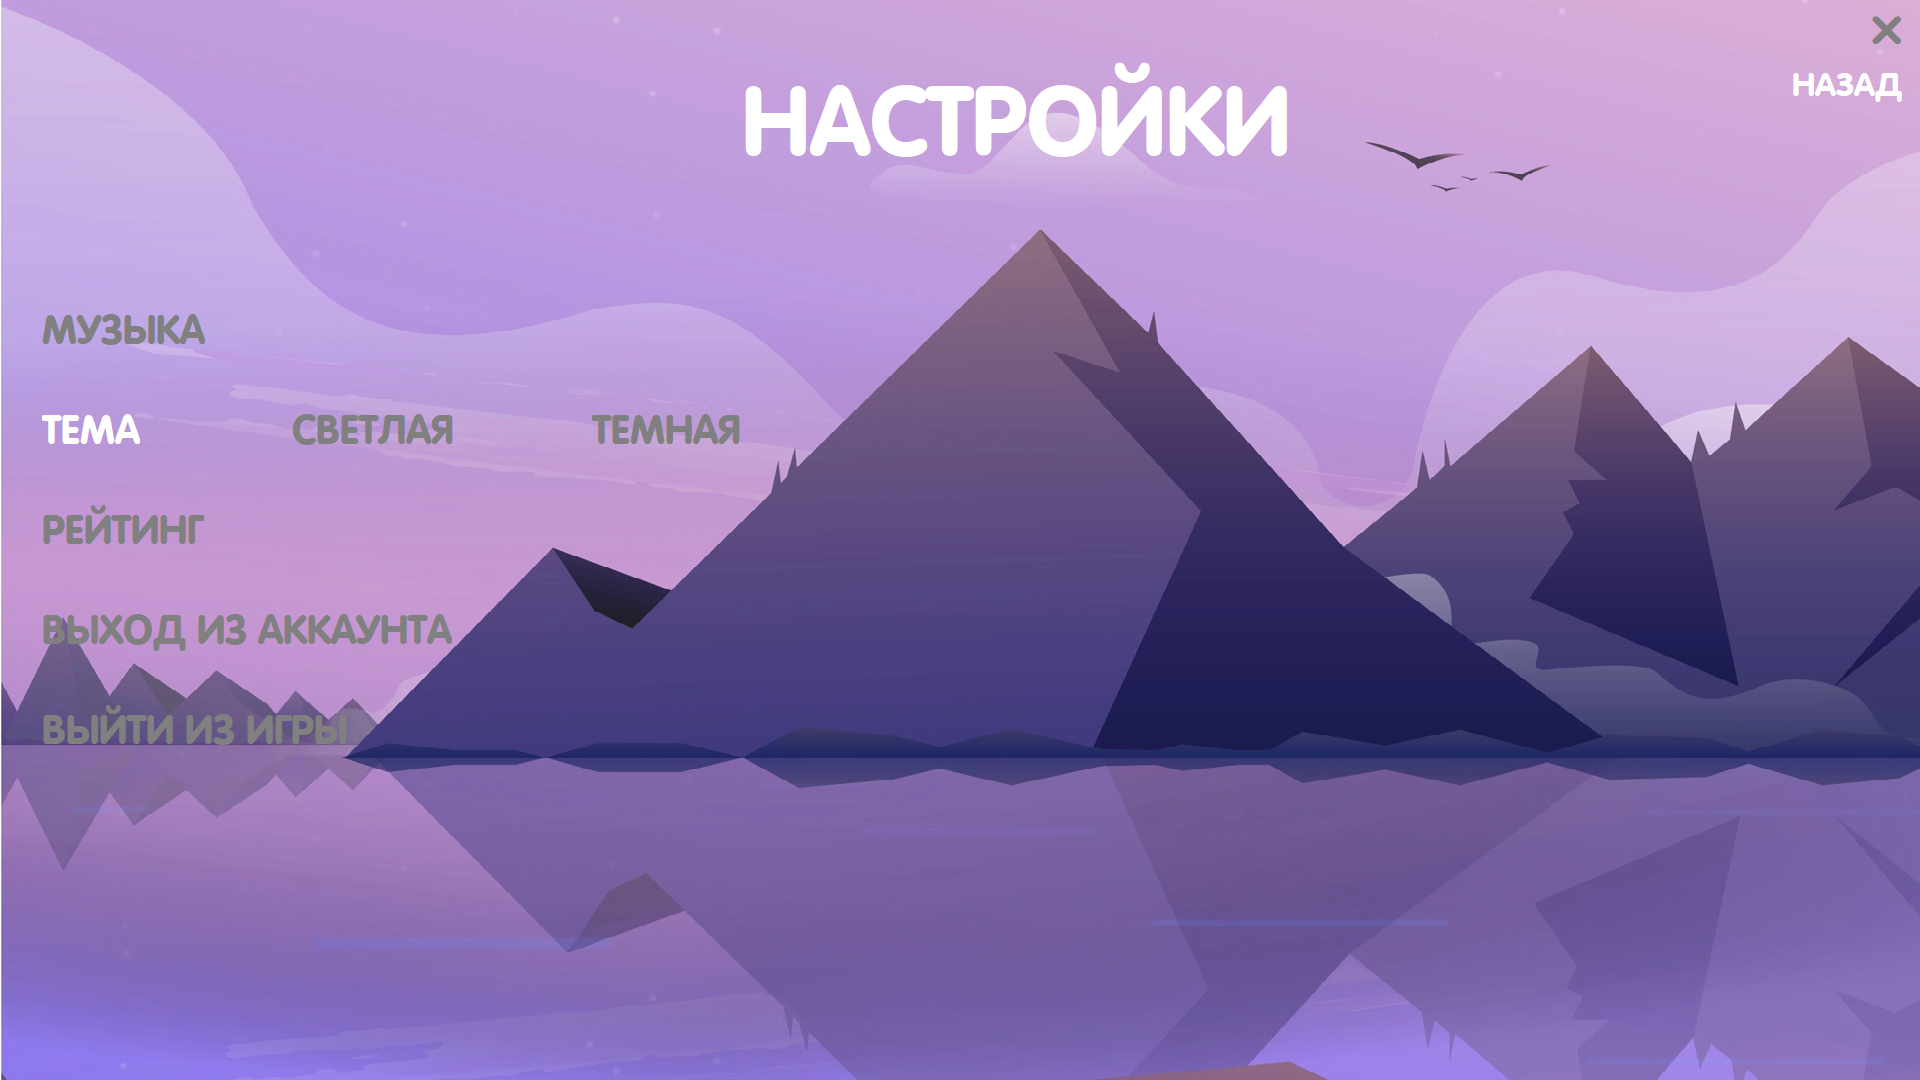 НАСТРОЙКИ
НАЗАД
МУЗЫКА
ТЕМА СВЕТЛАЯ ТЕМНАЯ
РЕЙТИНГ
ВЫХОД ИЗ АККАУНТА
ВЫЙТИ ИЗ ИГРЫ